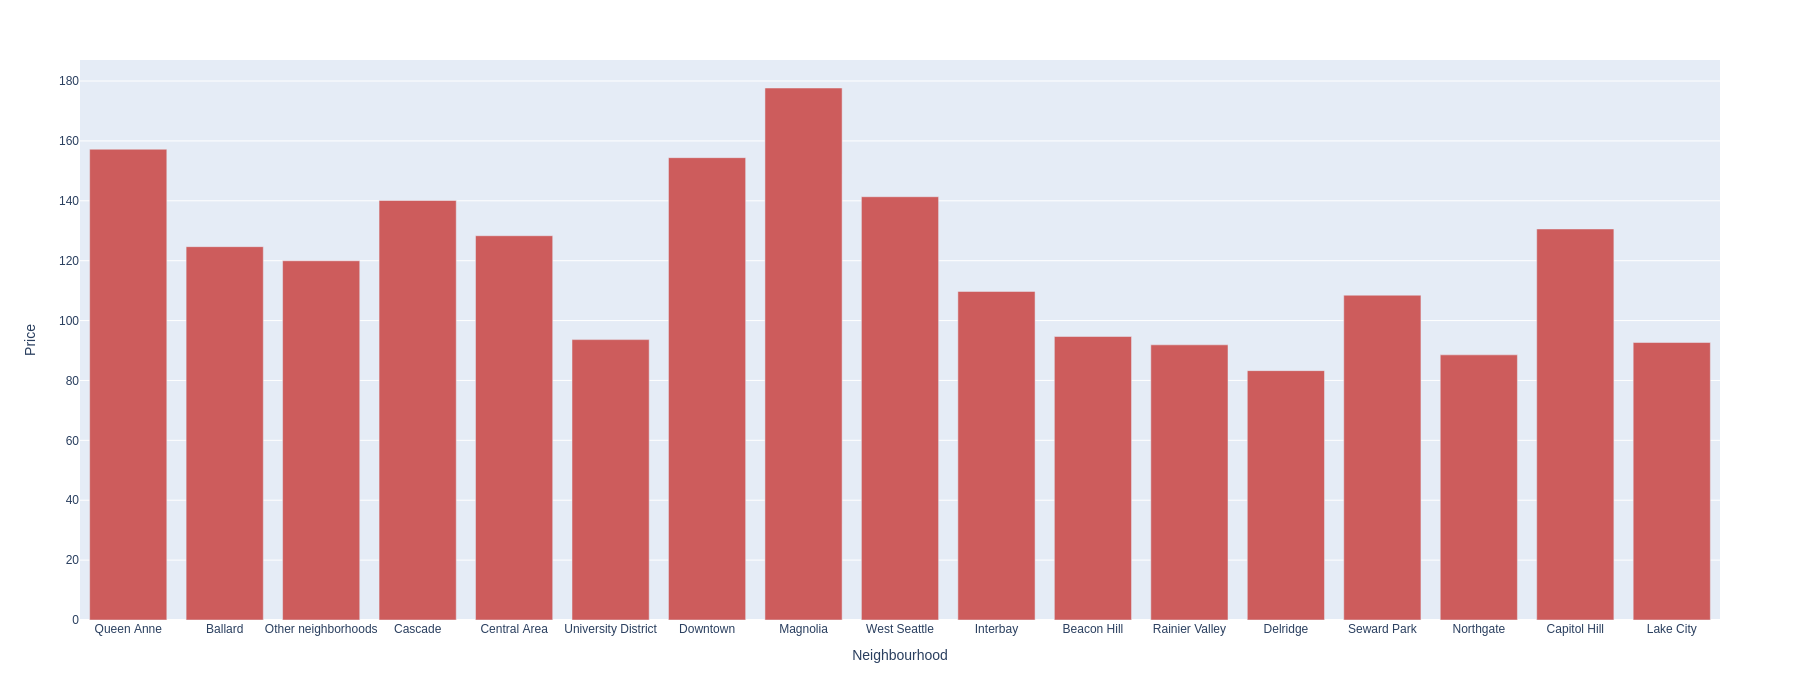 180
160
140
120
100
80
60
40
20
0
Price
Queen Anne
Ballard
Other neighborhoods
Cascade
Central Area
University District
Downtown
Magnolia
West Seattle
Interbay
Beacon Hill
Rainier Valley
Delridge
Seward Park
Northgate
Capitol Hill
Lake City
Neighbourhood